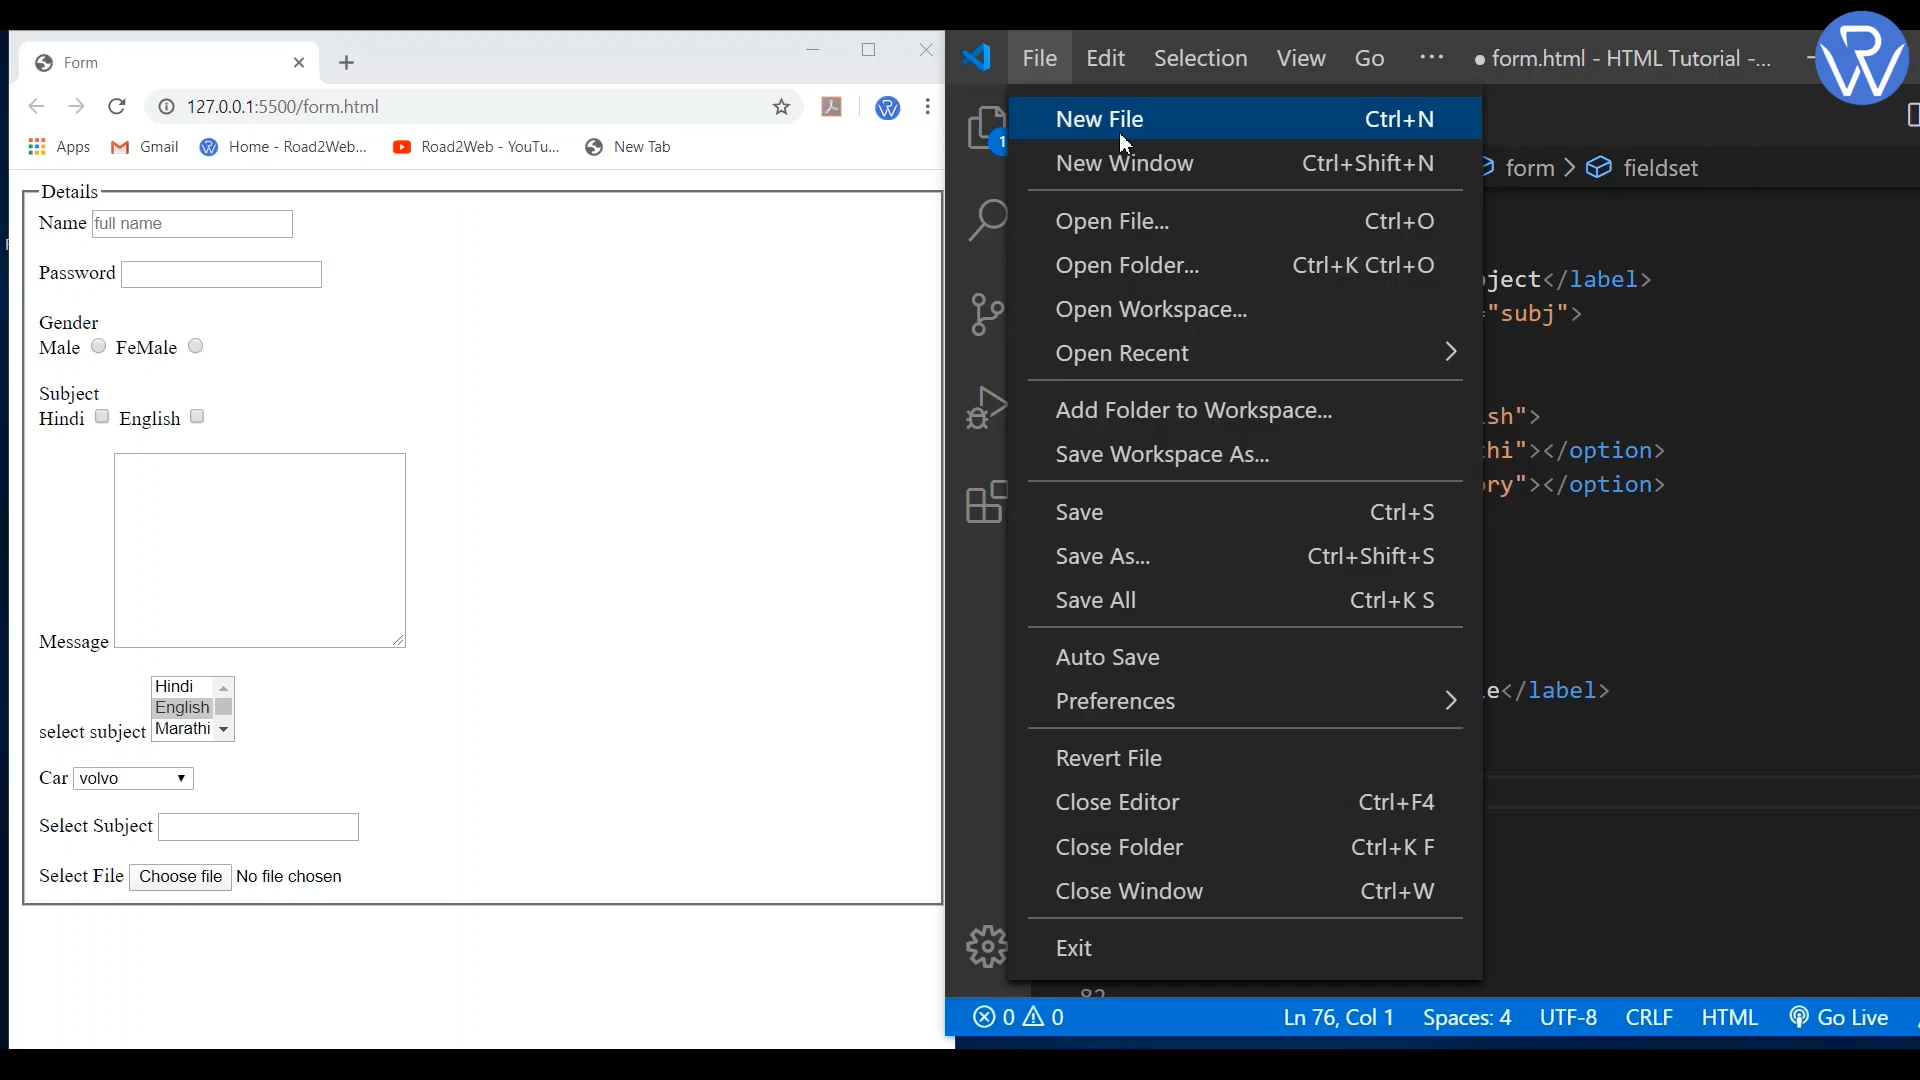 Form
127.0.0.1:5500/form.html
Apps Gmail Home - Road2Web... Road2Web - YouTu... New Tab
Details
Name full name
Password
Gender
Male FeMale
Subject
Hindi English
Message
Hindi
English
Marathi
select subject
Car volvo
Select Subject
Select File Choose file No file chosen
File Edit Selection View Go ··· ● form.html - HTML Tutorial -...
RW
1
New File Ctrl+N
New Window Ctrl+Shift+N
Open File... Ctrl+O
Open Folder... Ctrl+K Ctrl+O
Open Workspace...
Open Recent
Add Folder to Workspace...
Save Workspace As...
Save Ctrl+S
Save As... Ctrl+Shift+S
Save All Ctrl+K S
Auto Save
Preferences
Revert File
Close Editor Ctrl+F4
Close Folder Ctrl+K F
Close Window Ctrl+W
Exit
form > fieldset
ject</label>
"subj">
sh">
hi"></option>
ry"></option>
e</label>
82
0 0 Ln 76, Col 1 Spaces: 4 UTF-8 CRLF HTML Go Live